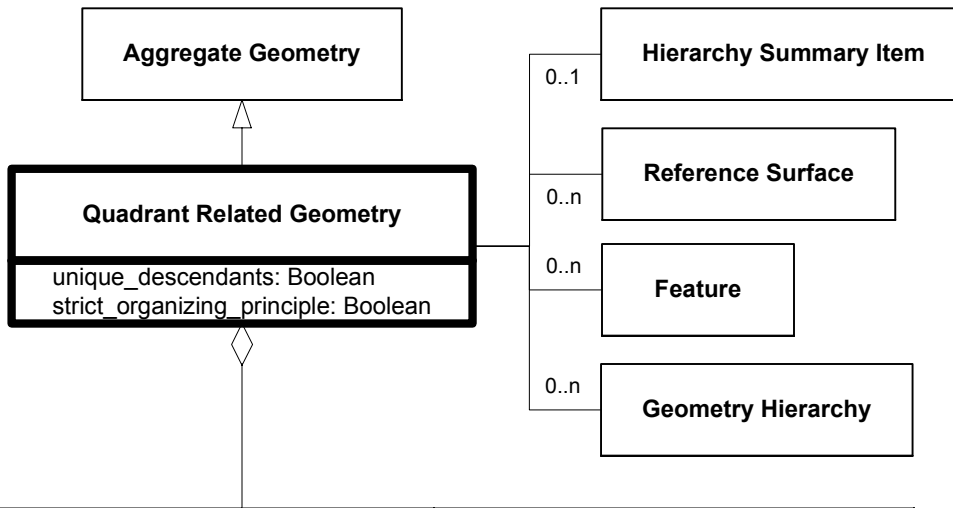 Aggregate Geometry
Hierarchy Summary Item
0..1
Reference Surface
0..n
Quadrant Related Geometry
unique_descendants: Boolean
strict_organizing_principle: Boolean
0..n
Feature
0..n
Geometry Hierarchy